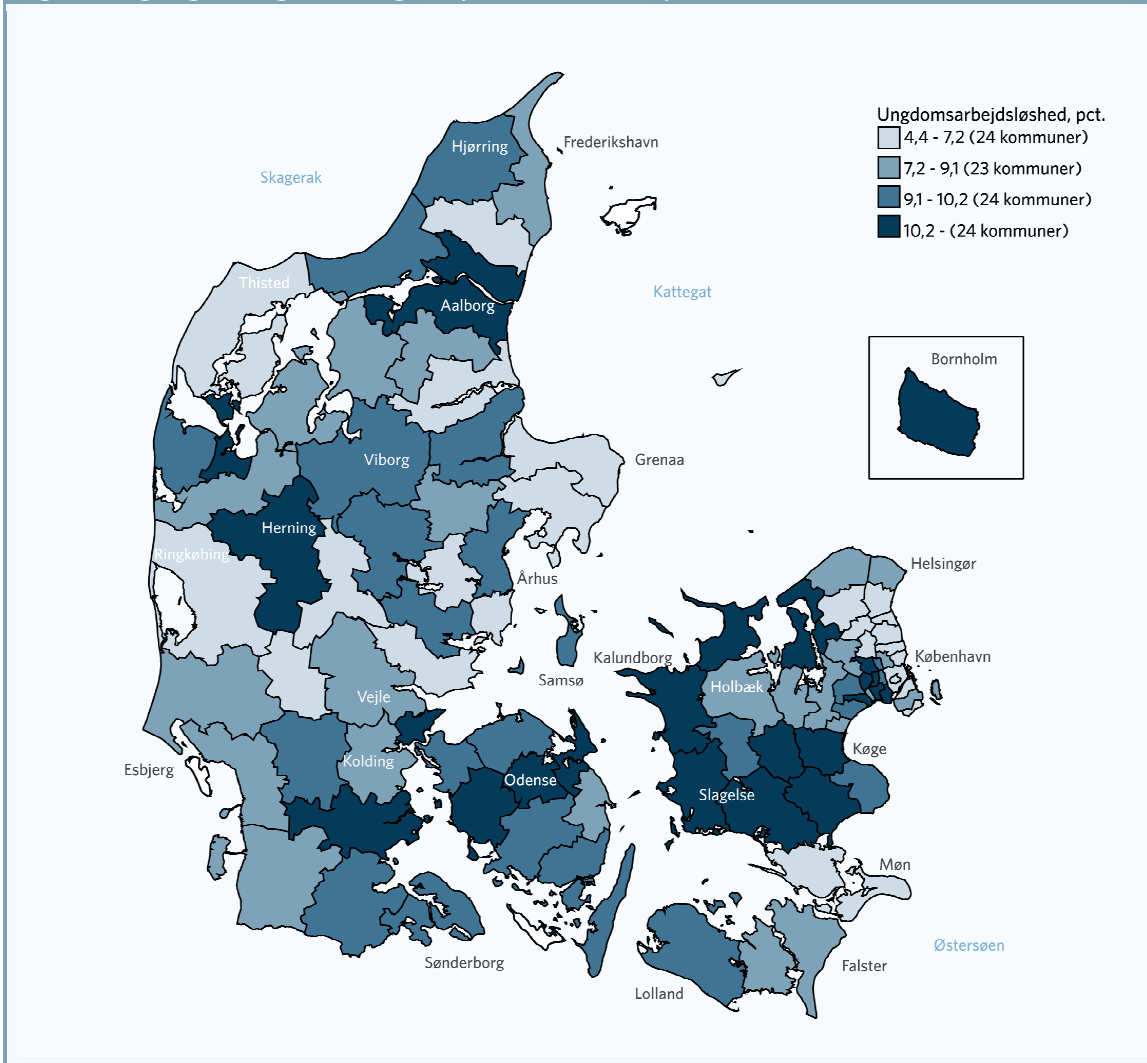 Ungdomsarbejdsløshed, pct.
4,4 - 7,2 (24 kommuner)
7,2 - 9,1 (23 kommuner)
9,1 - 10,2 (24 kommuner)
10,2 - (24 kommuner)
Hjørring
Frederikshavn
Skagerak
Thisted
Kattegat
Aalborg
Bornholm
Viborg
Grenaa
Herning
Ringkøbing
Helsingør
Århus
Kalundborg
København
Samsø
Holbæk
Vejle
Køge
Kolding
Esbjerg
Odense
Slagelse
Møn
Østersøen
Sønderborg
Falster
Lolland